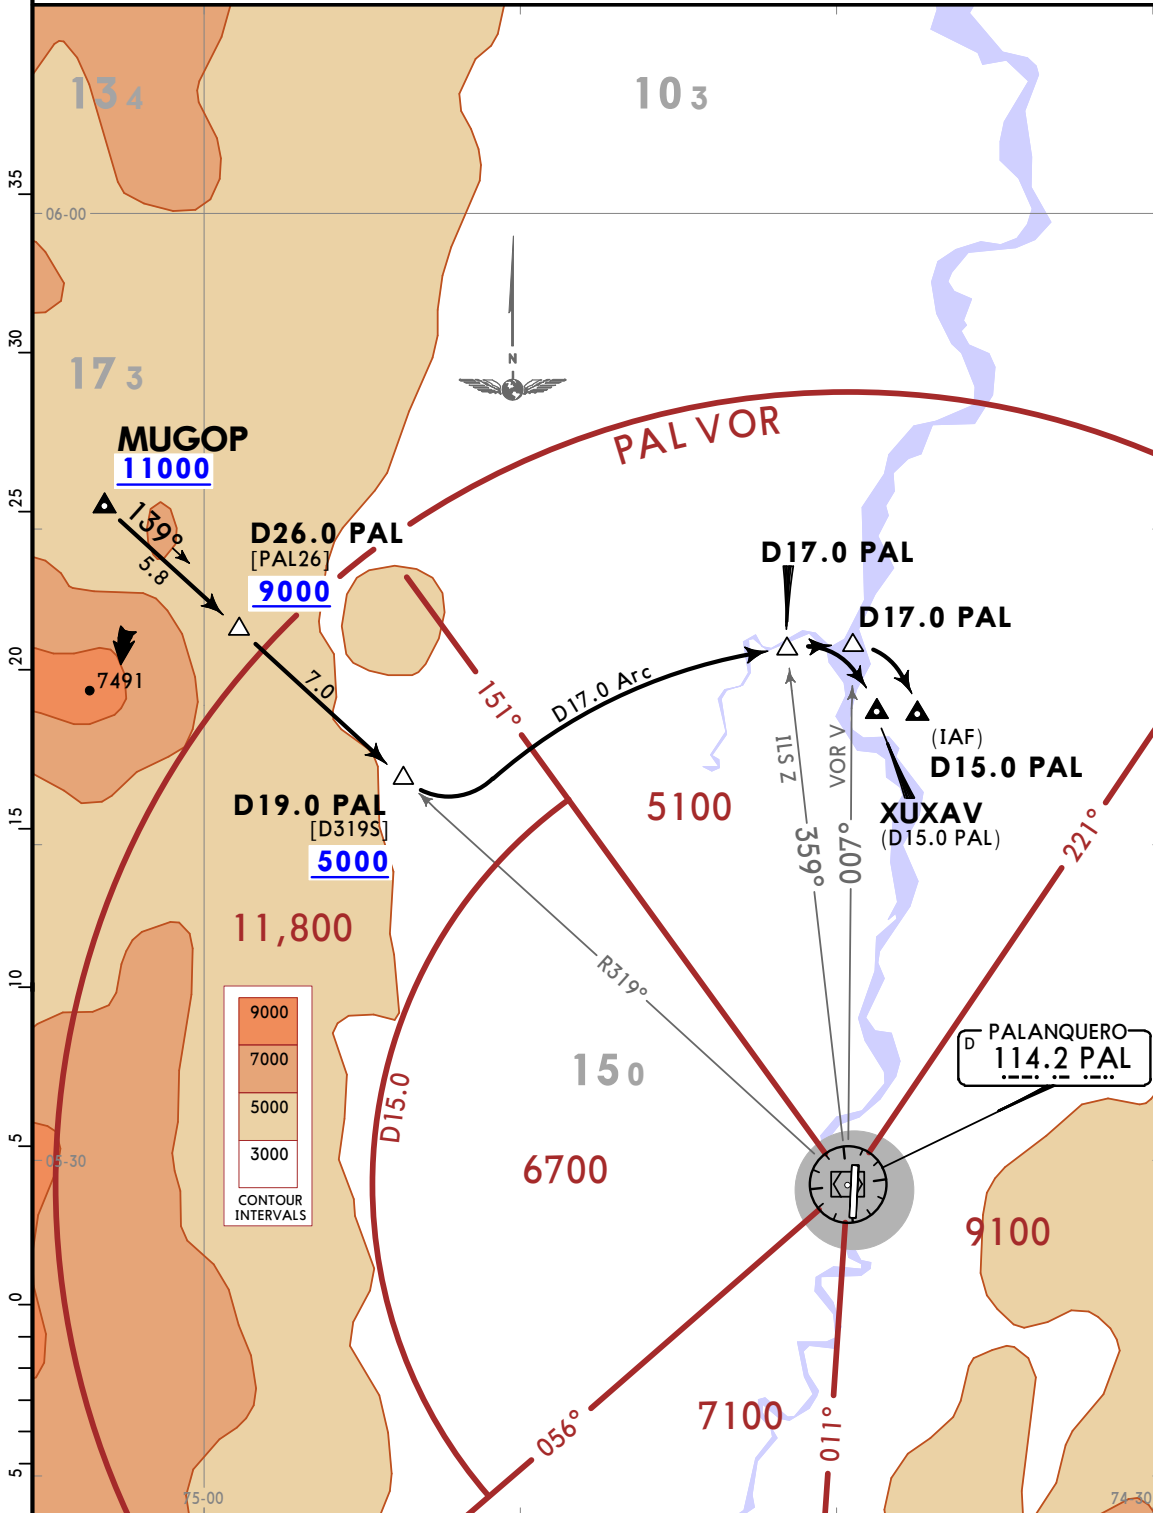 13 4
10 3
35
06-00
30
N
17 3
PAL VOR
MUGOP
11000
25
139°
5.8
D26.0 PAL
[PAL26]
9000
D17.0 PAL
D17.0 PAL
20
7491
7.0
D17.0 Arc
151°
ILS Z
VOR V
(IAF)
D15.0 PAL
D19.0 PAL
[D319S]
5000
5100
XUXAV
(D15.0 PAL)
15
359°
007°
221°
11,800
R319°
10
9000
7000
5000
3000
CONTOUR
INTERVALS
15 0
D PALANQUERO
114.2 PAL
D15.0
5
05-30
6700
9100
0
7100
056°
011°
5
75-00
74-30